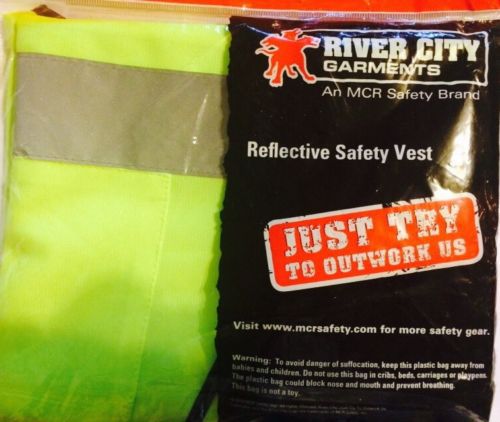 RIVER CITY
GARMENTS
An MCR Safety Brand
Reflective Safety Vest
JUST TRY
TO OUTWORK US
Visit www.mcrsafety.com for more safety gear.
Warning: To avoid danger of suffocation, keep this plastic bag away from
babies and children. Do not use this bag in cribs, beds, carriages or playpens.
The plastic bag could block nose and mouth and prevent breathing.
This bag is not a toy.